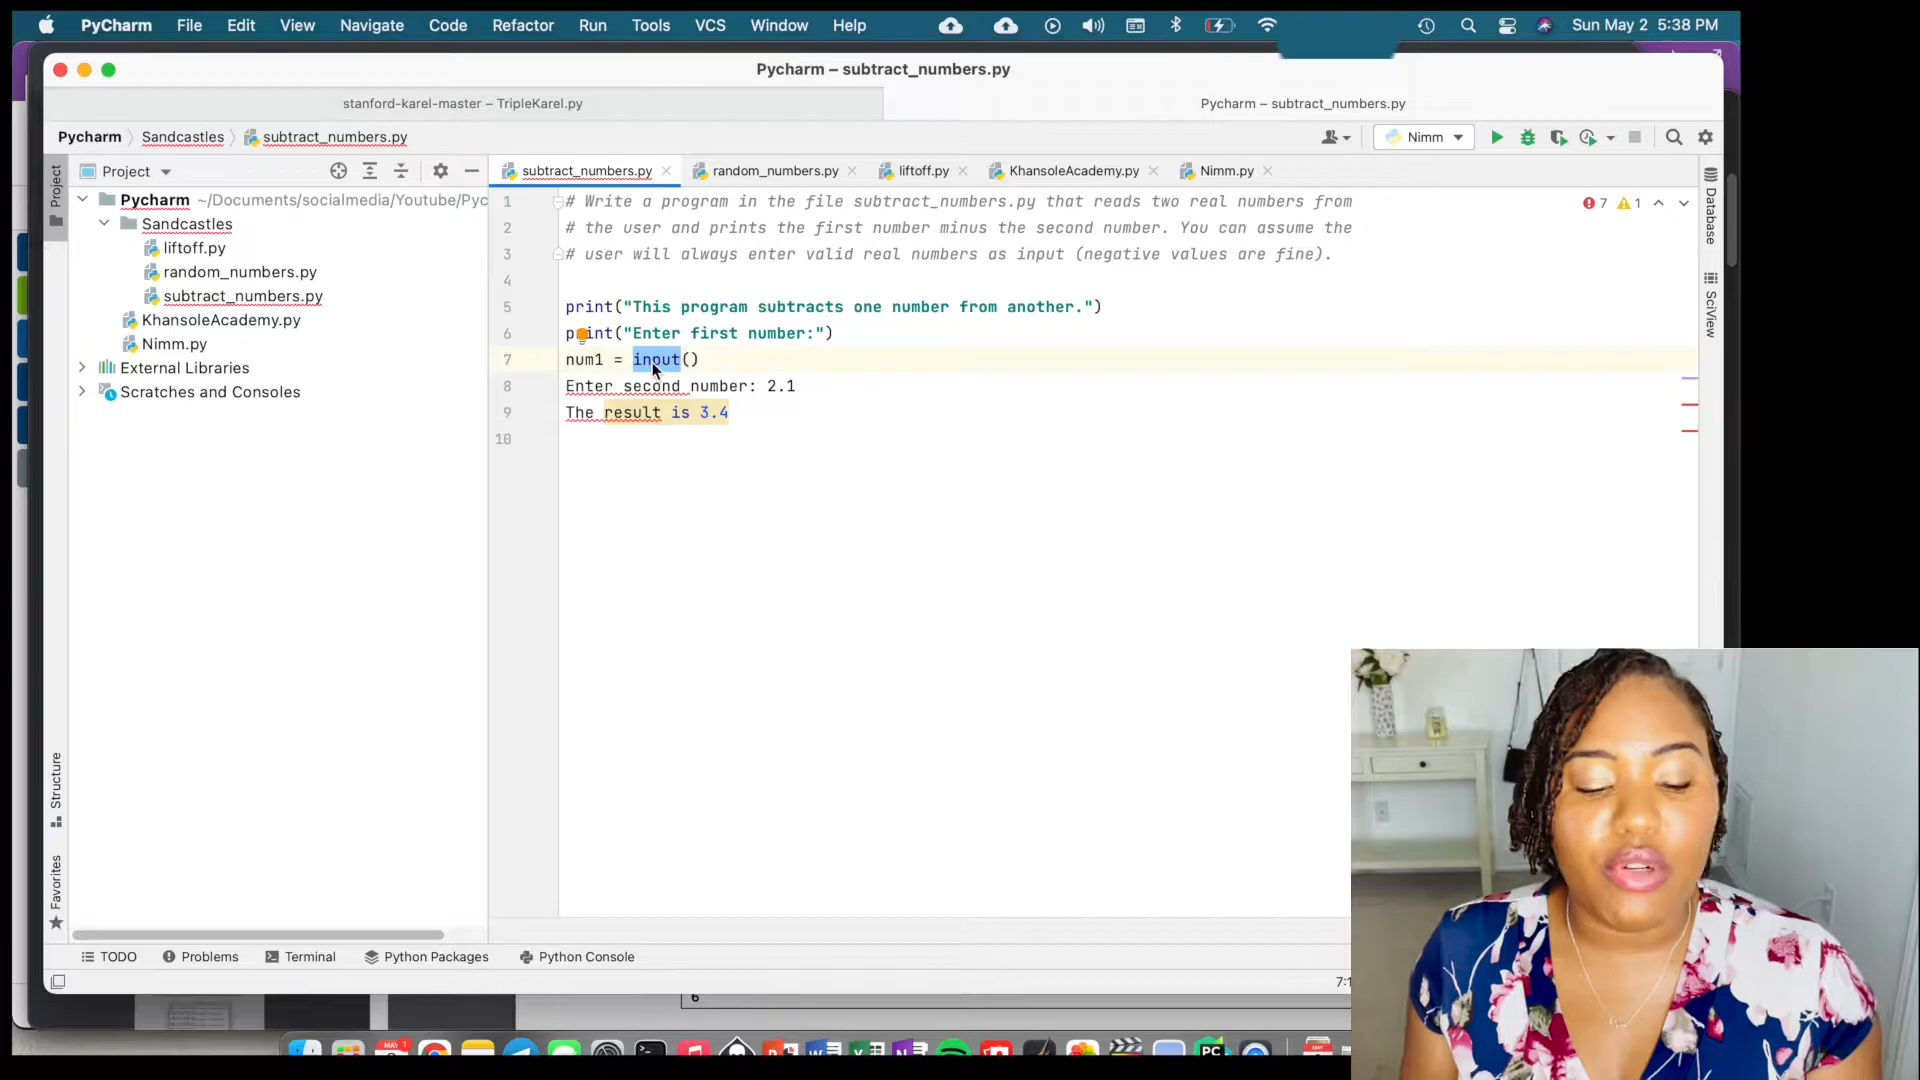 PyCharm File Edit View Navigate Code Refactor Run Tools VCS Window Help Sun May 2 5:38 PM
Pycharm – subtract_numbers.py
stanford-karel-master – TripleKarel.py
Pycharm – subtract_numbers.py
Pycharm Sandcastles subtract_numbers.py
Nimm
Project
Project
subtract_numbers.py
random_numbers.py
liftoff.py
KhansoleAcademy.py
Nimm.py
Pycharm ~/Documents/socialmedia/Youtube/Pyc
Sandcastles
liftoff.py
random_numbers.py
subtract_numbers.py
KhansoleAcademy.py
Nimm.py
External Libraries
Scratches and Consoles
1 # Write a program in the file subtract_numbers.py that reads two real numbers from
2 # the user and prints the first number minus the second number. You can assume the
3 # user will always enter valid real numbers as input (negative values are fine).
4
5 print("This program subtracts one number from another.")
6 print("Enter first number:")
7 num1 = input()
8 Enter second number: 2.1
9 The result is 3.4
10
7 1
Database
SciView
Structure
Favorites
TODO Problems Terminal Python Packages Python Console
7:1
6
MAY
PC